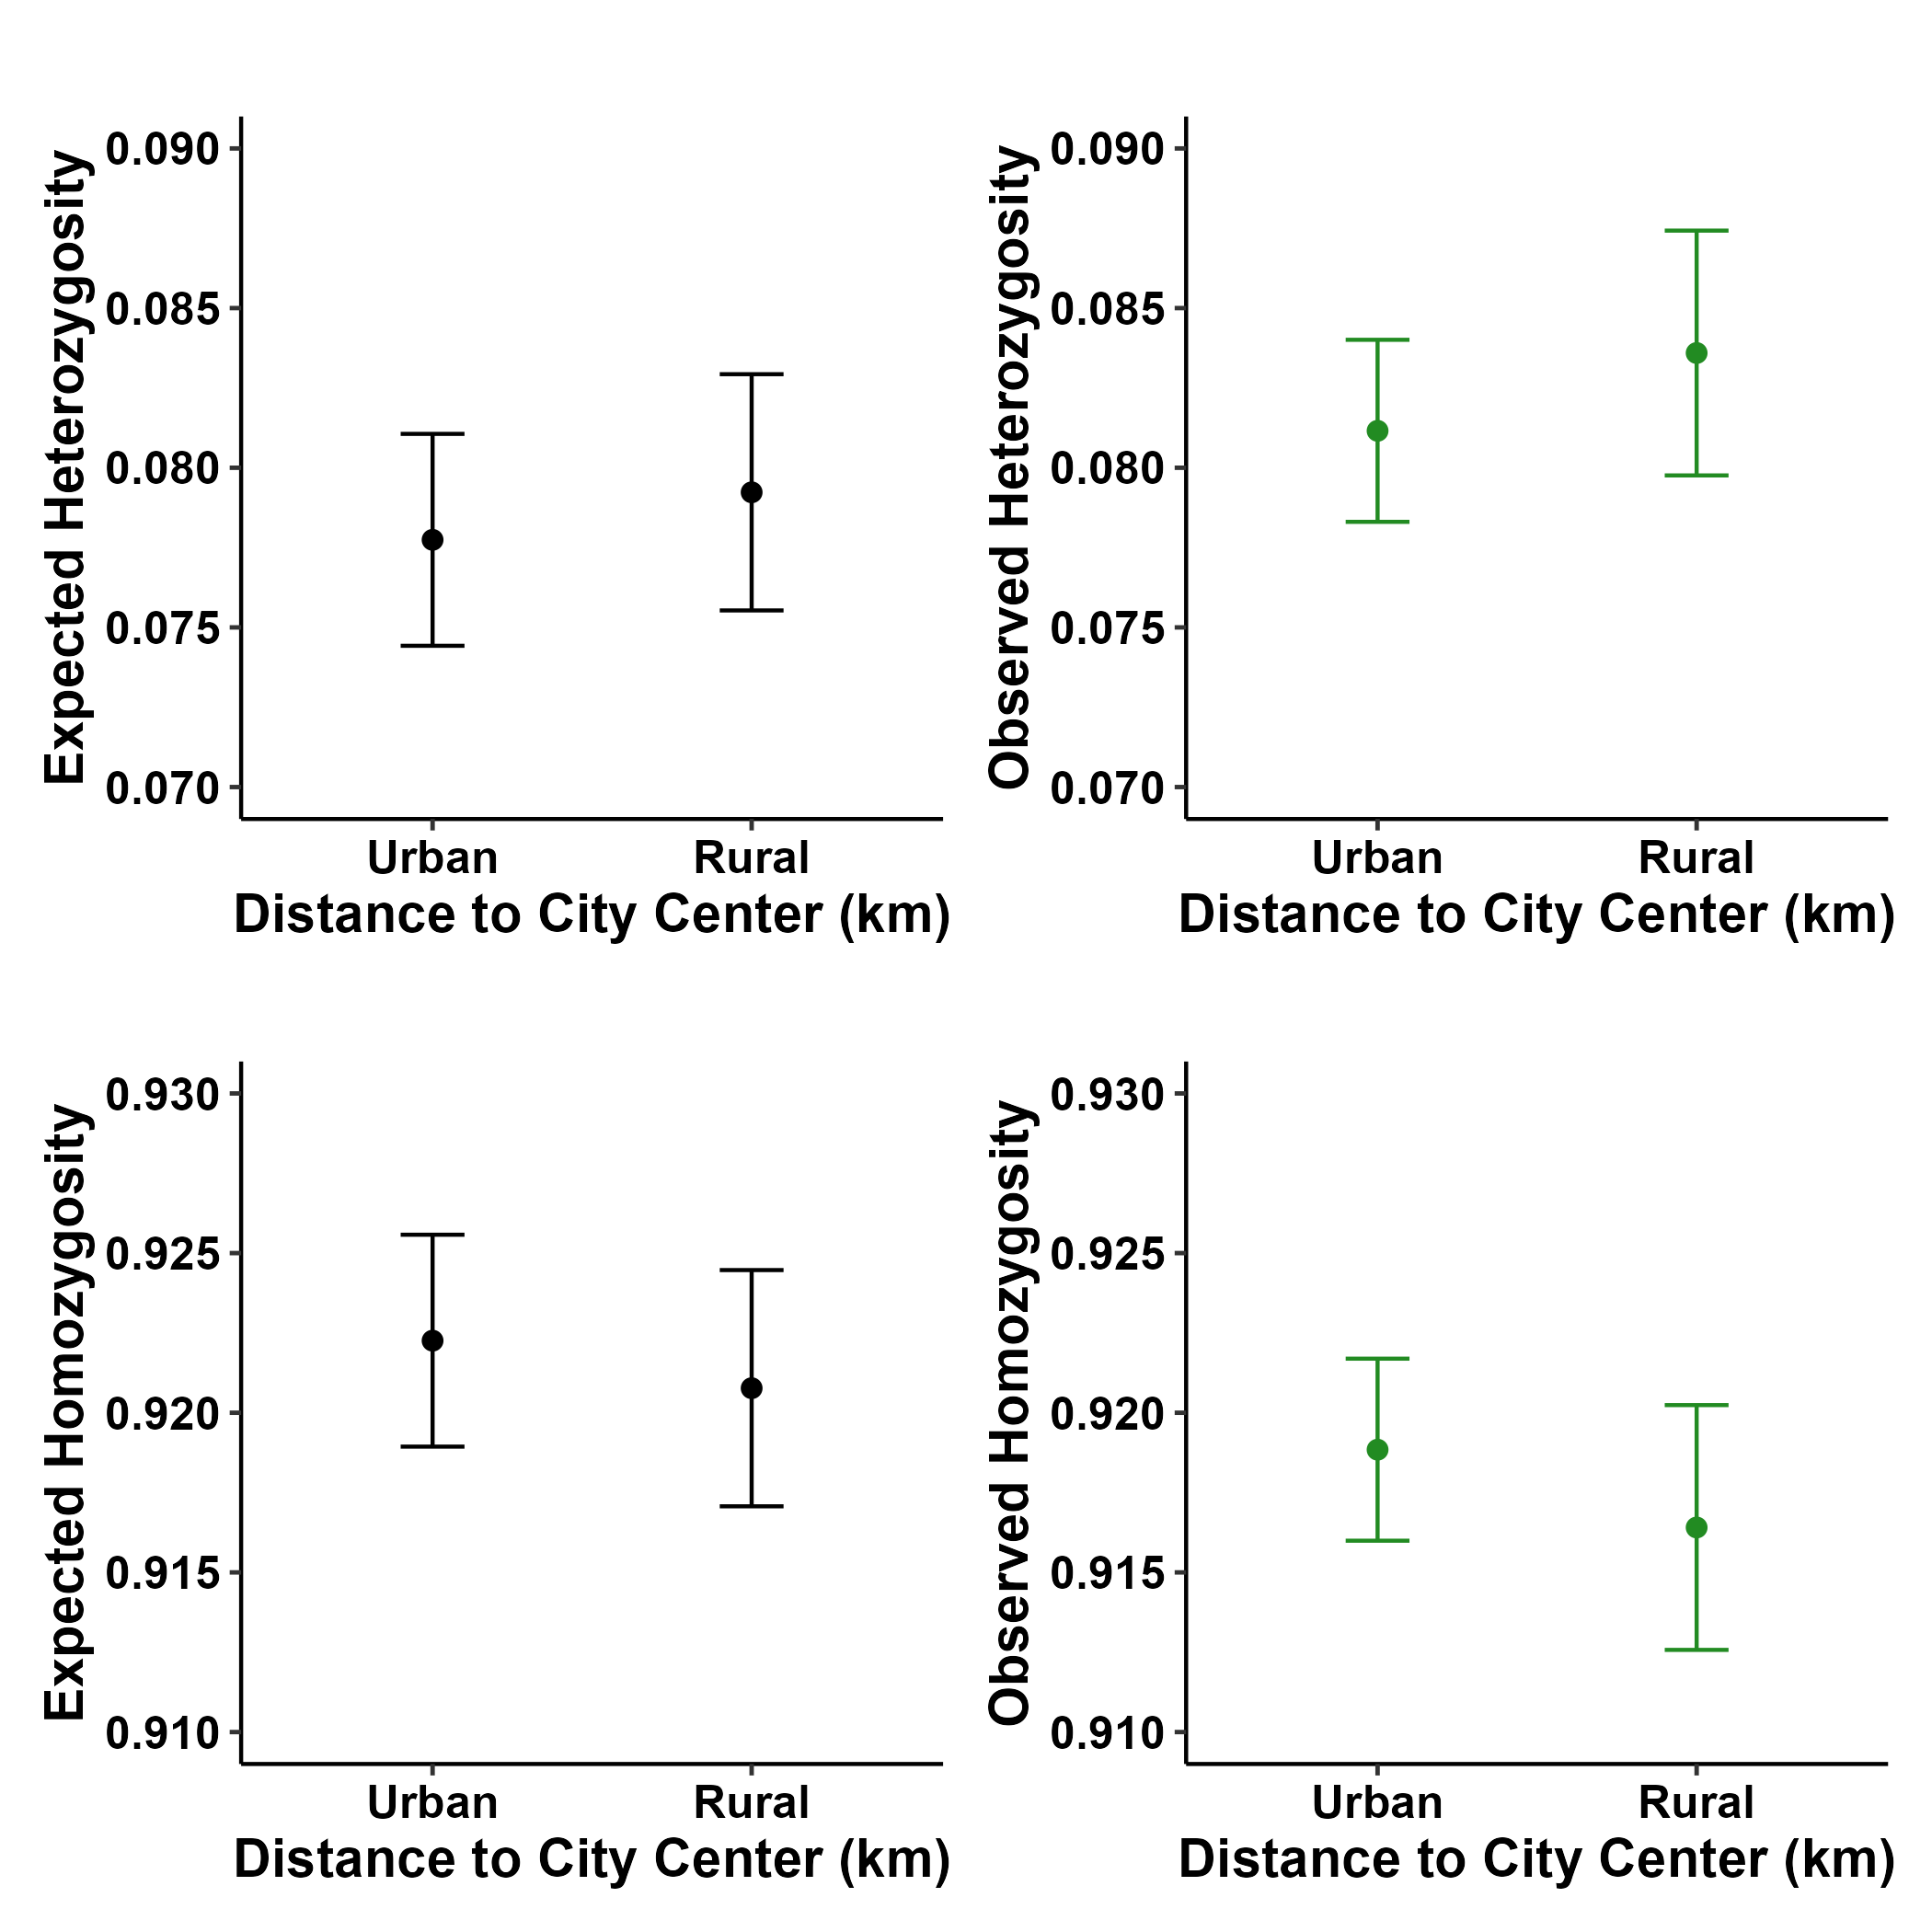 Expected Heterozygosity
0.090
0.085
0.080
0.075
0.070
Urban Rural
Distance to City Center (km)
Observed Heterozygosity
0.090
0.085
0.080
0.075
0.070
Urban Rural
Distance to City Center (km)
Expected Homozygosity
0.930
0.925
0.920
0.915
0.910
Urban Rural
Distance to City Center (km)
Observed Homozygosity
0.930
0.925
0.920
0.915
0.910
Urban Rural
Distance to City Center (km)